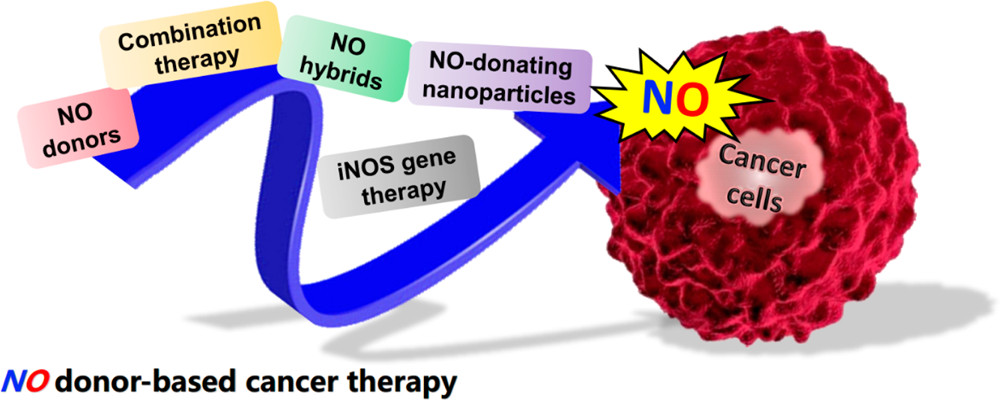 Combination
therapy
NO
donors
NO
hybrids
NO-donating
nanoparticles
iNOS gene
therapy
NO
Cancer
cells
NO donor-based cancer therapy